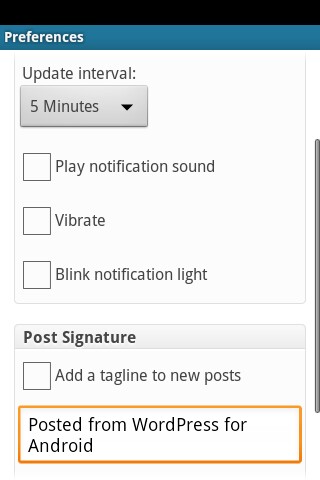 Preferences
Update interval:
5 Minutes
Play notification sound
Vibrate
Blink notification light
Post Signature
Add a tagline to new posts
Posted from WordPress for
Android